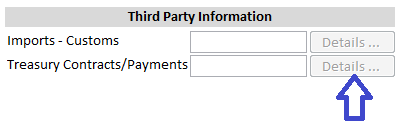 Third Party Information
Imports - Customs Details ...
Treasury Contracts/Payments Details ...